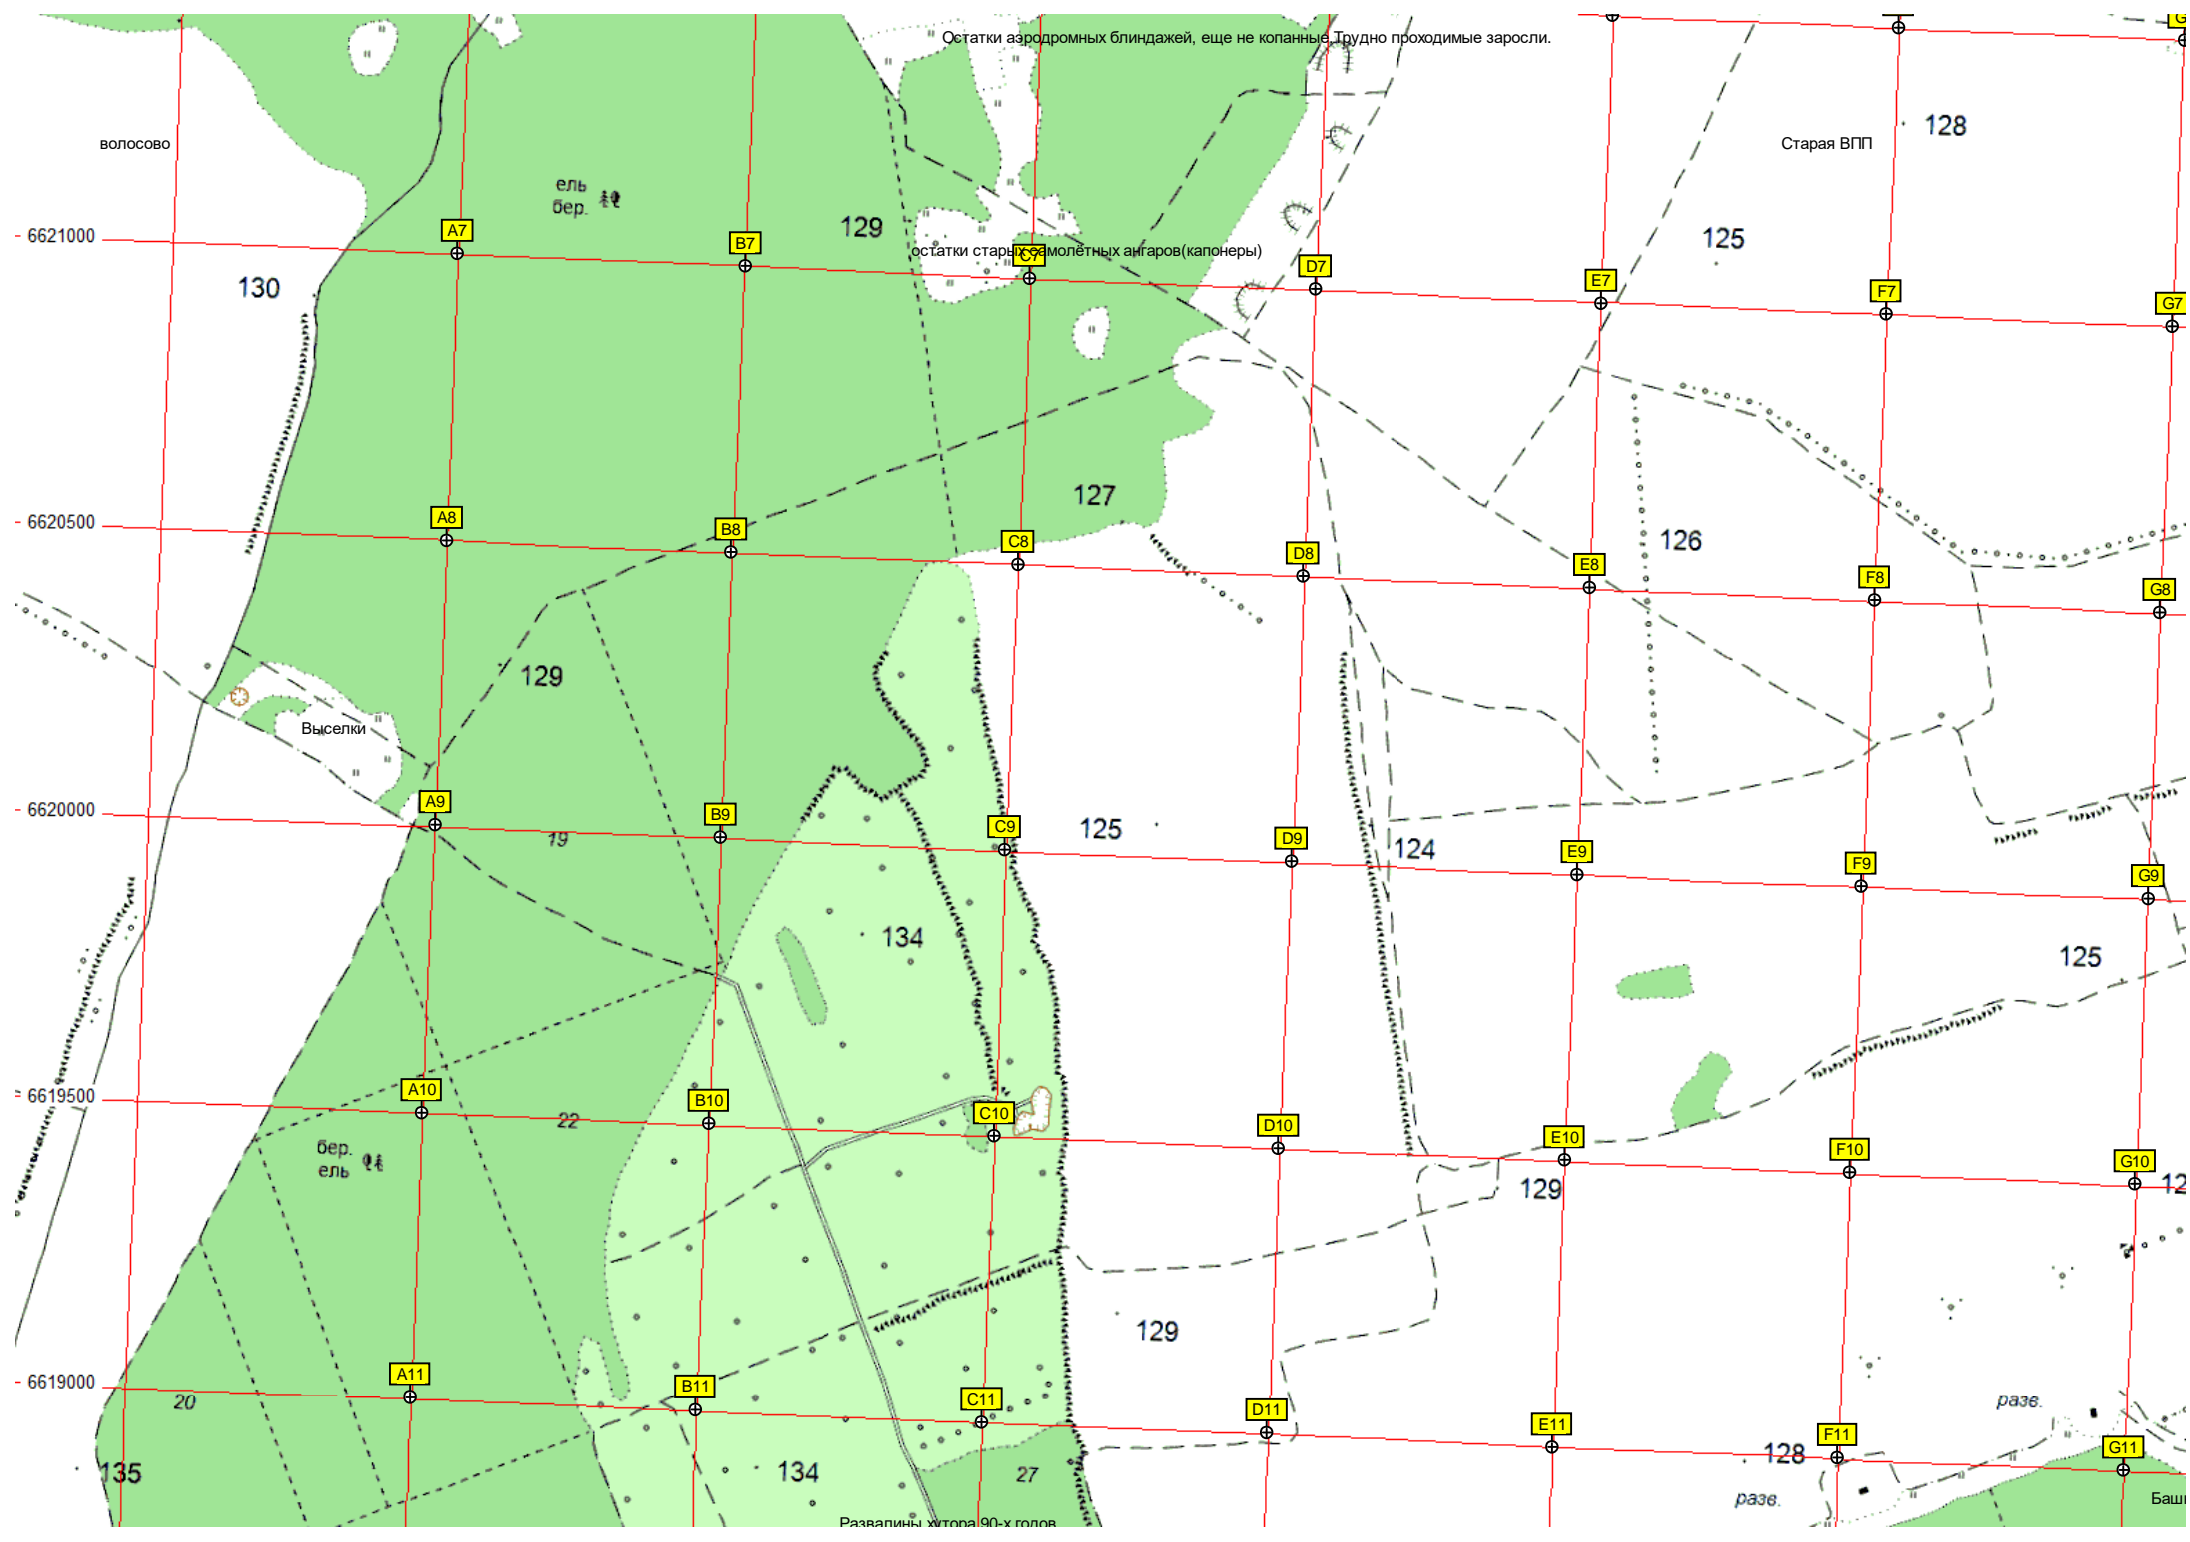 Остатки аэродромных блиндажей, еще не копанные,Трудно проходимые заросли.
волосово
Старая ВПП
128
ель
бер.
129
125
остатки старых самолётных ангаров(капонеры)
6621000
A7
B7
C7
D7
E7
F7
G7
130
127
126
6620500
A8
B8
C8
D8
E8
F8
G8
129
Выселки
6620000
A9
B9
C9
D9
E9
F9
G9
19
125
124
134
125
6619500
A10
B10
C10
D10
E10
F10
G10
22
бер.
ель
129
12
129
6619000
A11
B11
C11
D11
E11
F11
G11
20
разв.
135
134
27
128
разв.
Баш
Развалины хутора 90-х годов